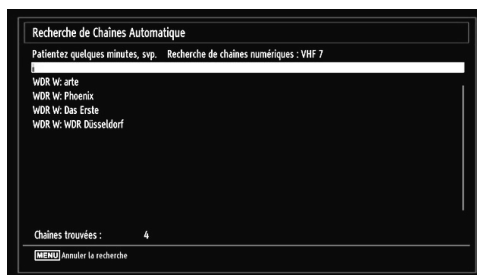 Recherche de Chaînes Automatique
Patientez quelques minutes, svp. Recherche de chaînes numériques : VHF 7
WDR W: arte
WDR W: Phoenix
WDR W: Das Erste
WDR W: WDR Düsseldorf
Chaînes trouvées : 4
MENU Annuler la recherche